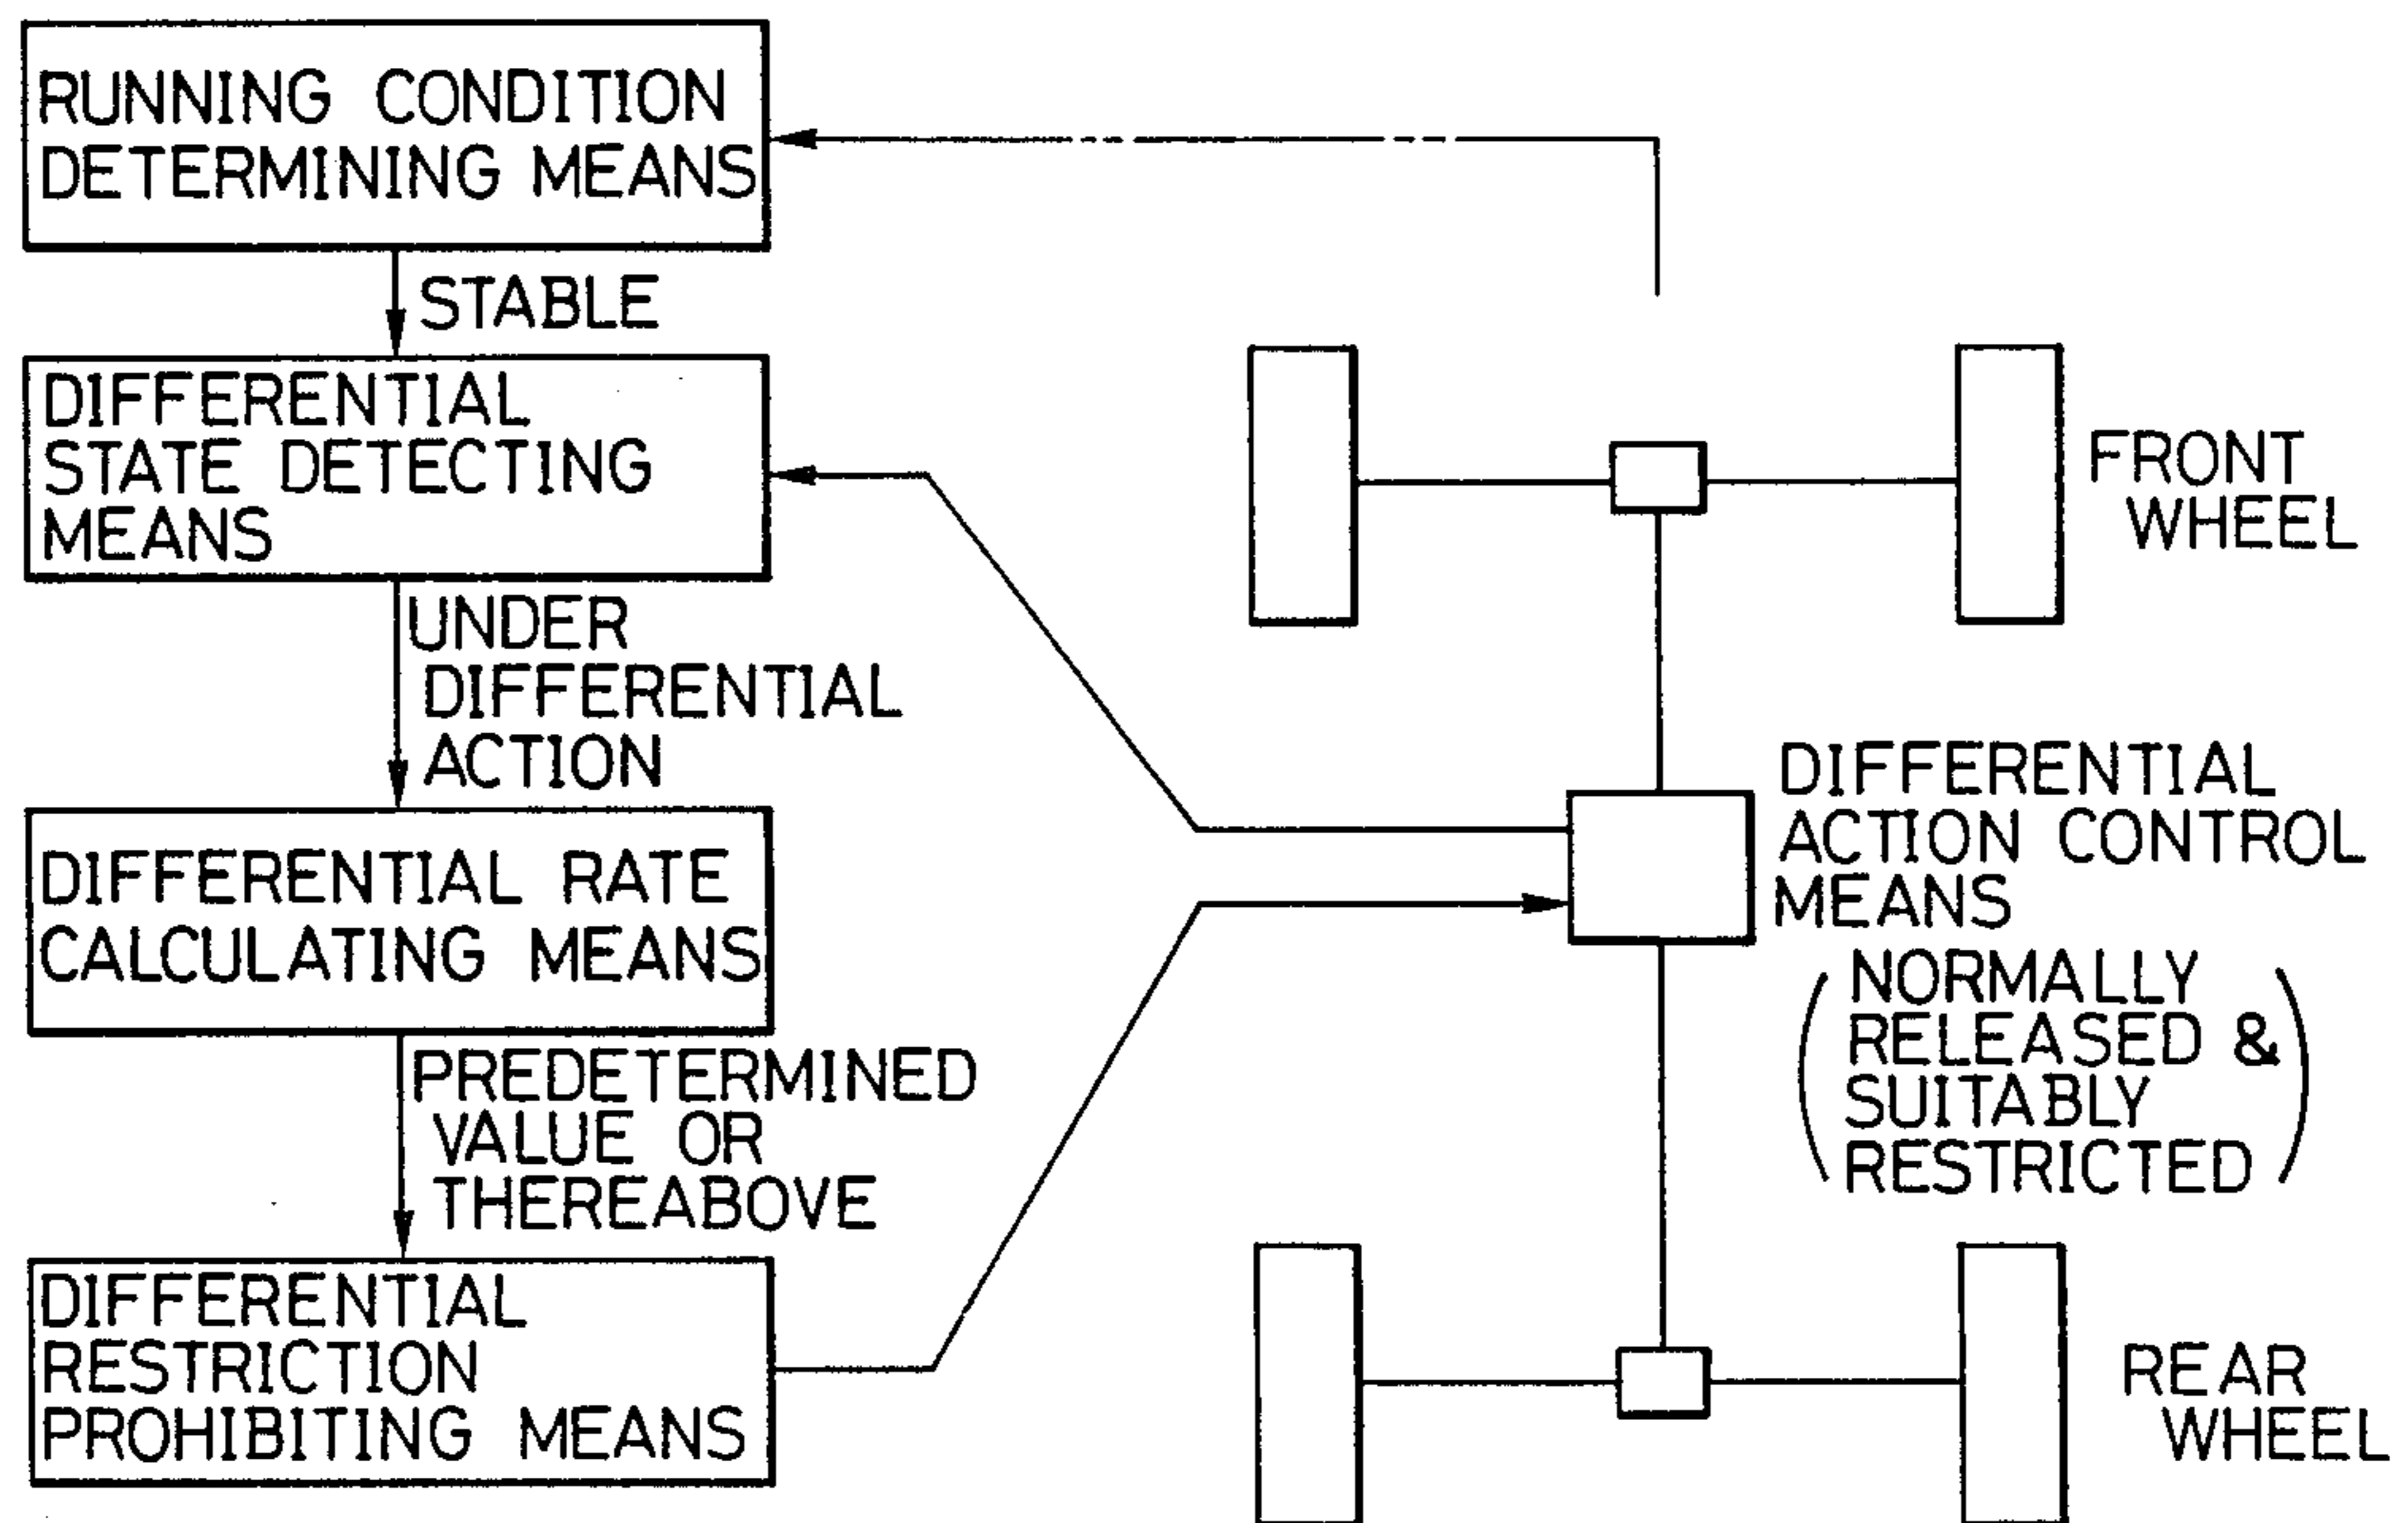 RUNNING CONDITION
DETERMINING MEANS
STABLE
DIFFERENTIAL
STATE DETECTING
MEANS
UNDER
DIFFERENTIAL
ACTION
DIFFERENTIAL RATE
CALCULATING MEANS
PREDETERMINED
VALUE OR
THEREABOVE
DIFFERENTIAL
RESTRICTION
PROHIBITING MEANS
FRONT
WHEEL
DIFFERENTIAL
ACTION CONTROL
MEANS
(NORMALLY
RELEASED &
SUITABLY
RESTRICTED)
REAR
WHEEL